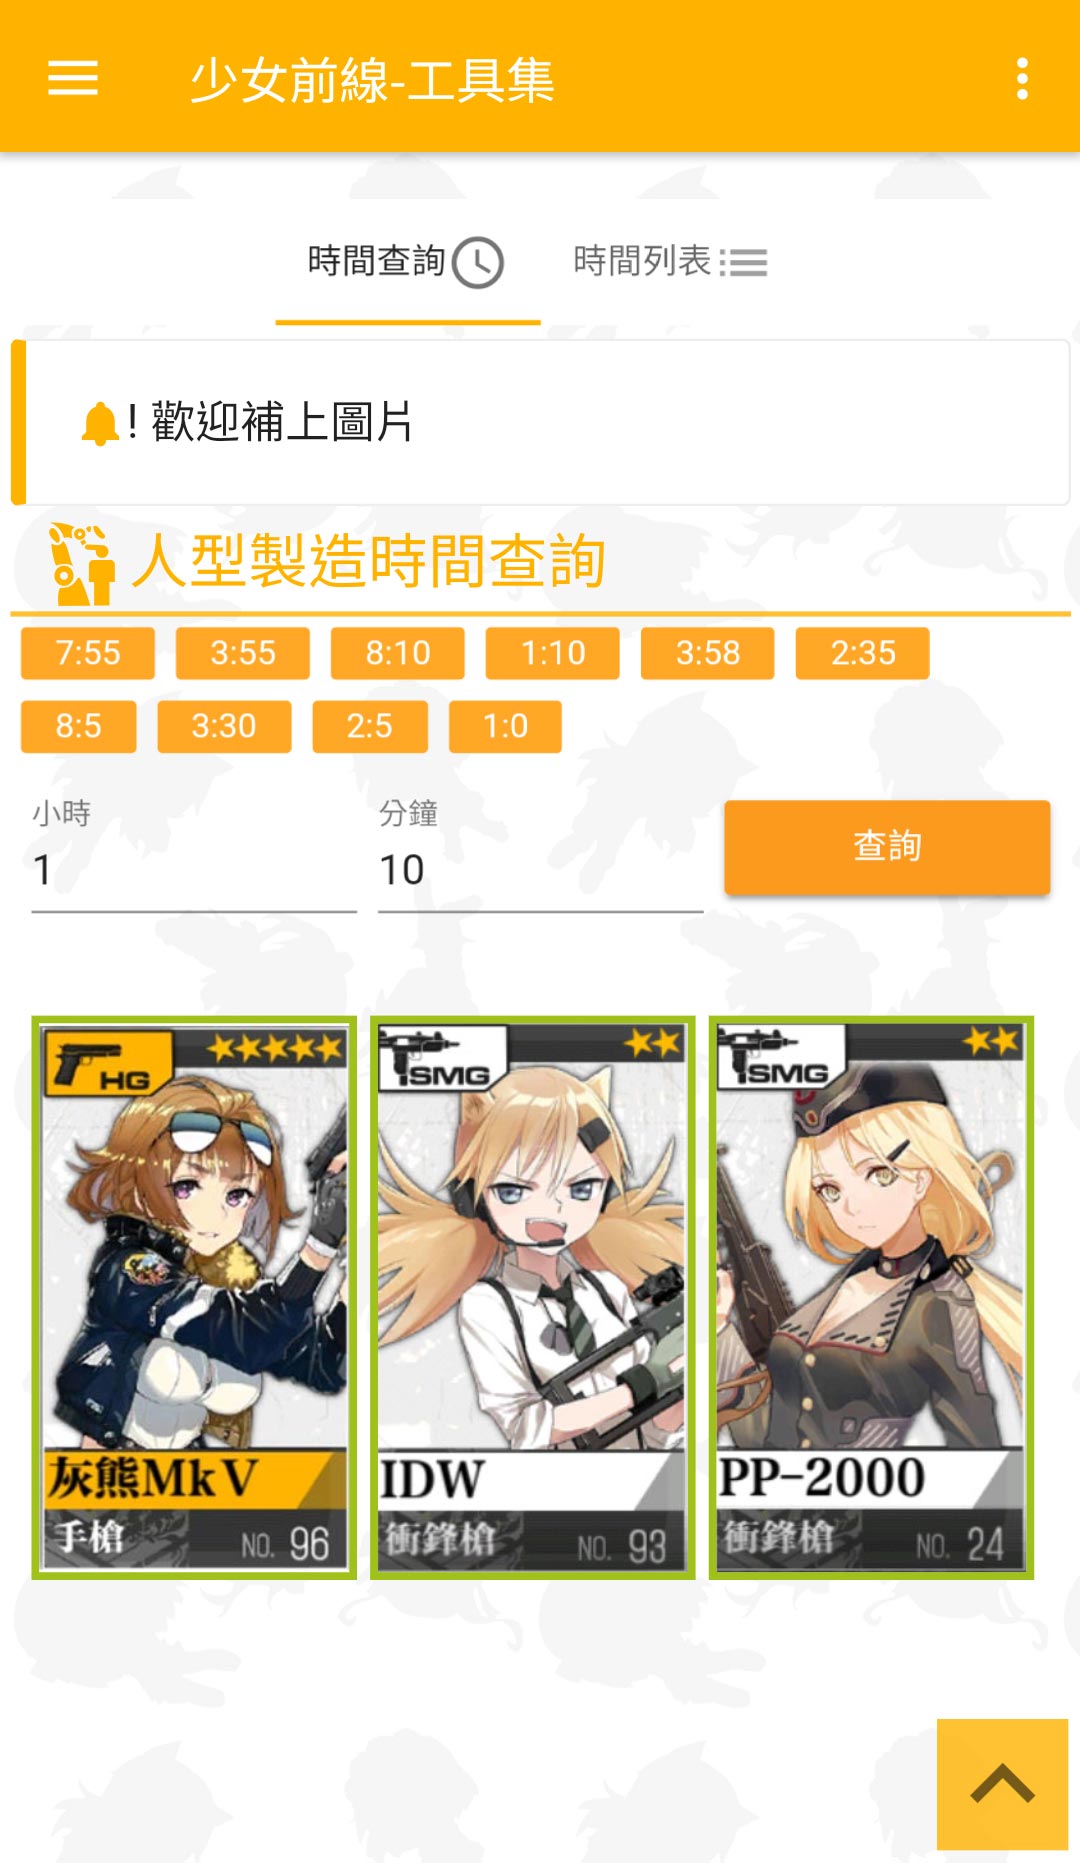 少女前線-工具集
時間查詢 時間列表
! 歡迎補上圖片
人型製造時間查詢
7:55 3:55 8:10 1:10 3:58 2:35
8:5 3:30 2:5 1:0
小時 分鐘
1 10 查詢
HG SMG SMG
灰熊Mk V IDW PP-2000
手槍 NO. 96 衝鋒槍 NO. 93 衝鋒槍 NO. 24